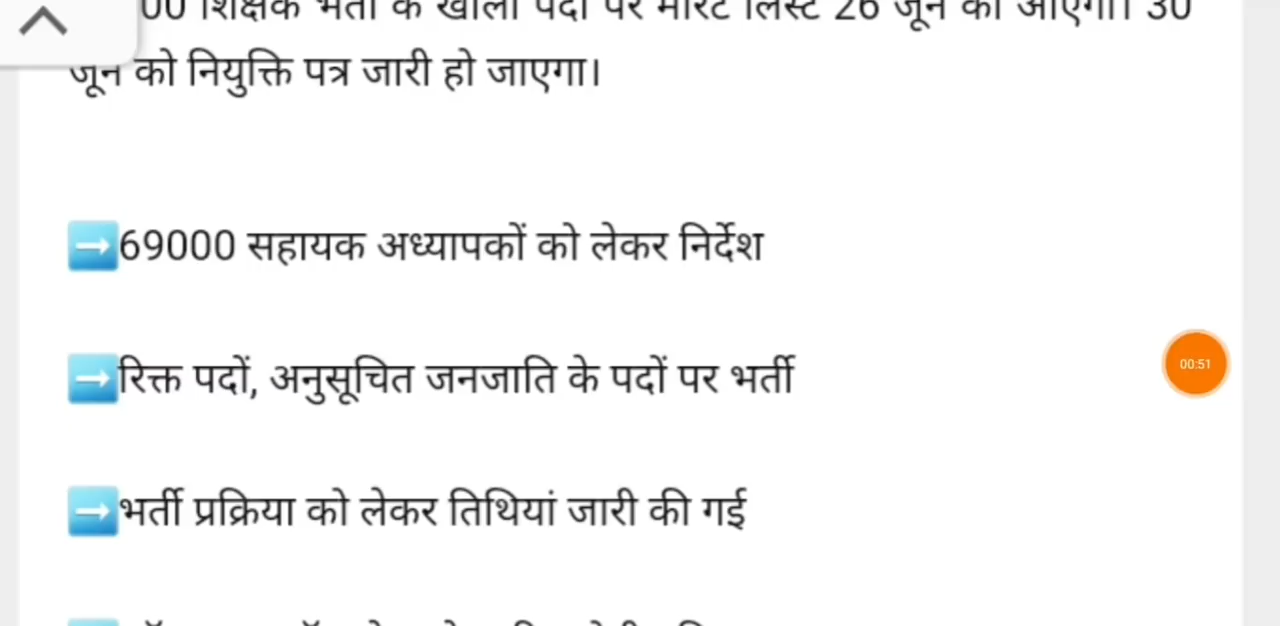 00 शिक्षक भर्ती के खाली पदों पर मेरिट लिस्ट 26 जून को आएगी। 30
जून को नियुक्ति पत्र जारी हो जाएगा।
➡69000 सहायक अध्यापकों को लेकर निर्देश
➡रिक्त पदों, अनुसूचित जनजाति के पदों पर भर्ती
00:51
➡भर्ती प्रक्रिया को लेकर तिथियां जारी की गई